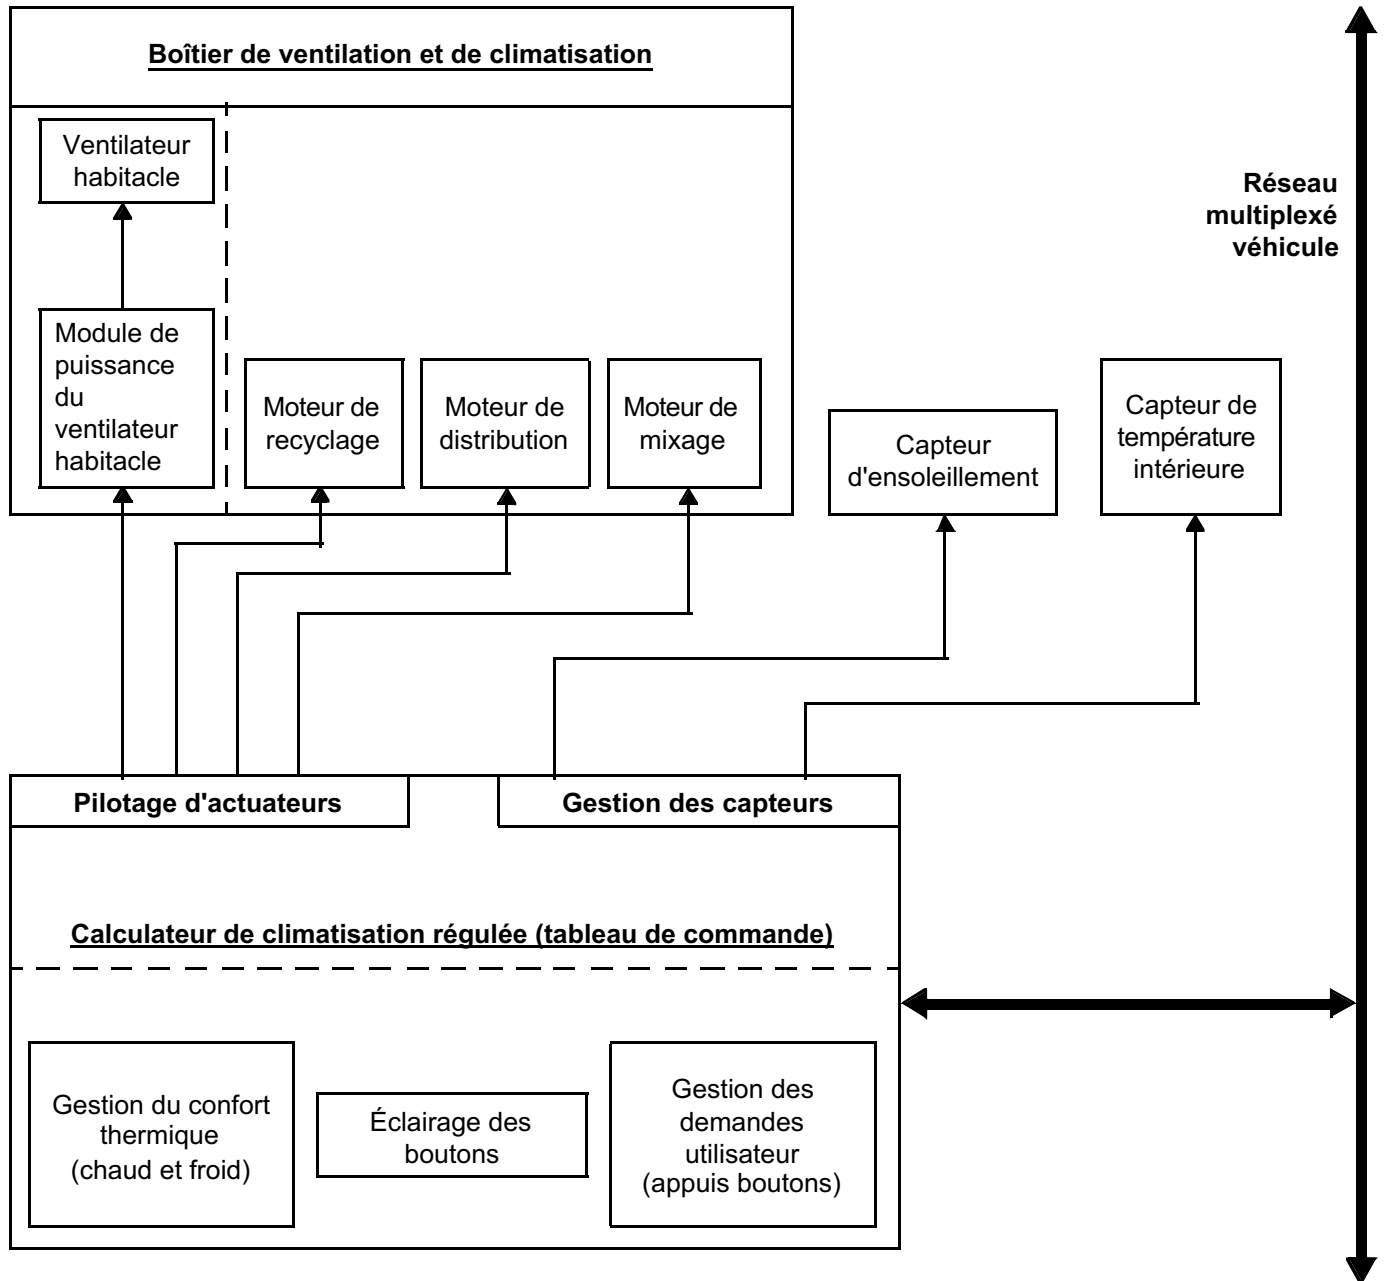 Boîtier de ventilation et de climatisation
Ventilateur
habitacle
Réseau
multiplexé
véhicule
Module de
puissance
du
ventilateur
habitacle
Moteur de
recyclage
Moteur de
distribution
Moteur de
mixage
Capteur
d'ensoleillement
Capteur de
température
intérieure
Pilotage d'actuateurs
Gestion des capteurs
Calculateur de climatisation régulée (tableau de commande)
Gestion du confort
thermique
(chaud et froid)
Éclairage des
boutons
Gestion des
demandes
utilisateur
(appuis boutons)